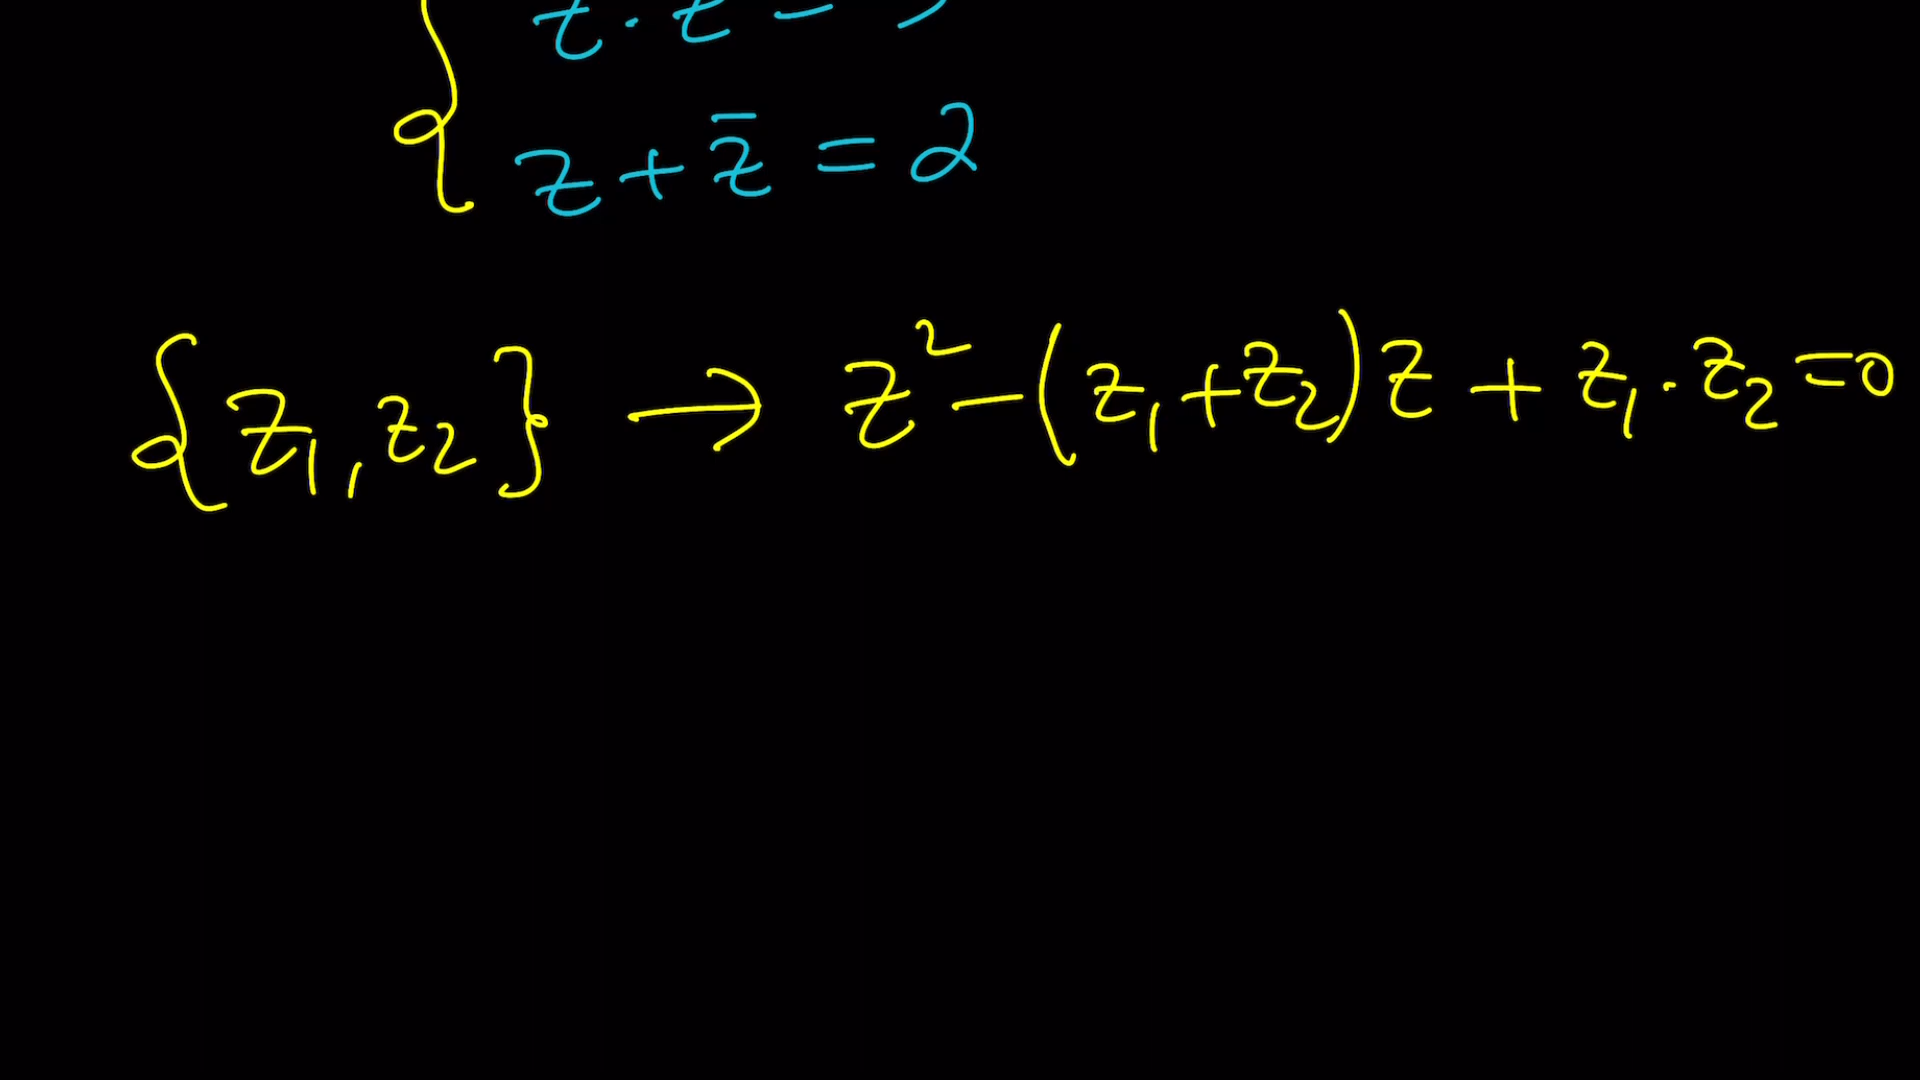 z + z̄ = 2
{z₁, z₂} → z² - (z₁ + z₂) z + z₁ · z₂ = 0